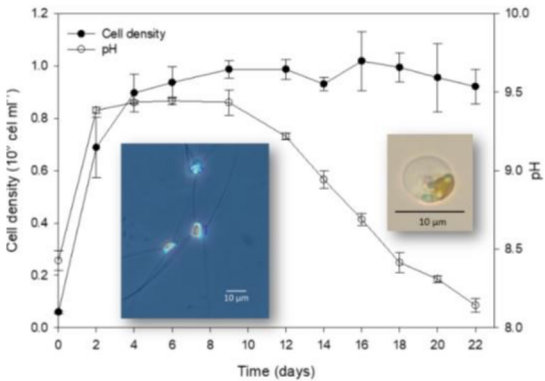 1.2
1.0
0.8
0.6
0.4
0.2
0.0
10.0
9.5
9.0
8.5
8.0
Cell density
pH
10 µm
10 µm
0 2 4 6 8 10 12 14 16 18 20 22
Time (days)
Cell density (10 cél ml⁻¹)
pH